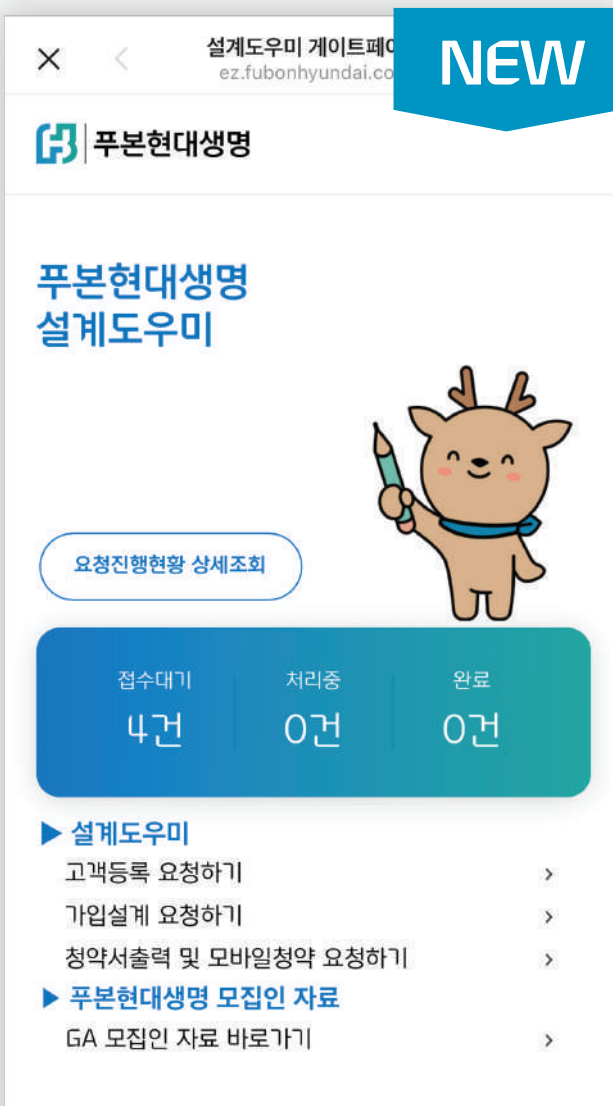 설계도우미 게이트페이
ez.fubonhyundai.co
NEW
푸본현대생명
푸본현대생명
설계도우미
요청진행현황 상세조회
접수대기 처리중 완료
4건 0건 0건
▶ 설계도우미
고객등록 요청하기 >
가입설계 요청하기 >
청약서출력 및 모바일청약 요청하기 >
▶ 푸본현대생명 모집인 자료
GA 모집인 자료 바로가기 >